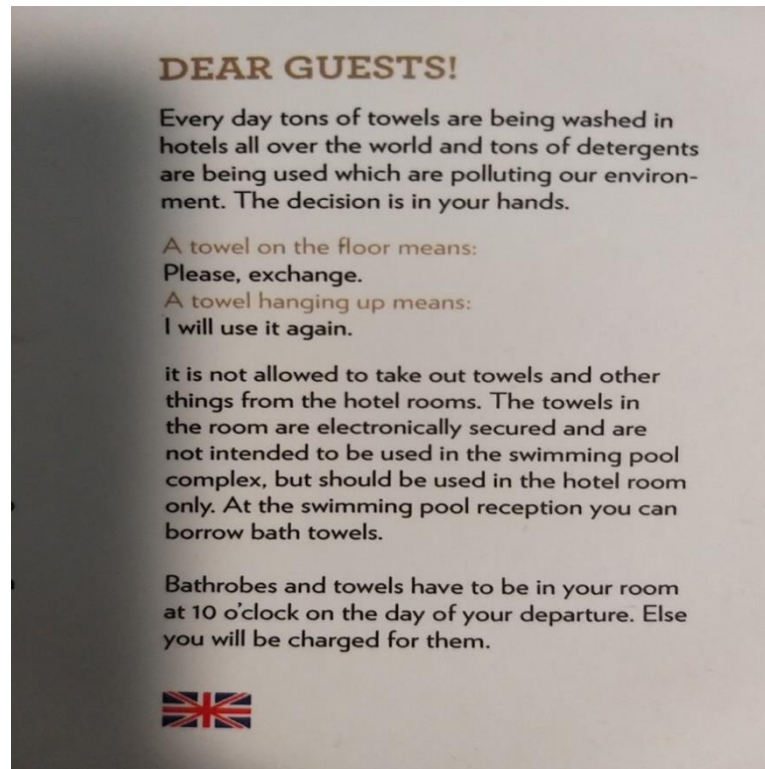 DEAR GUESTS!
Every day tons of towels are being washed in
hotels all over the world and tons of detergents
are being used which are polluting our environ-
ment. The decision is in your hands.
A towel on the floor means:
Please, exchange.
A towel hanging up means:
I will use it again.
it is not allowed to take out towels and other
things from the hotel rooms. The towels in
the room are electronically secured and are
not intended to be used in the swimming pool
complex, but should be used in the hotel room
only. At the swimming pool reception you can
borrow bath towels.
Bathrobes and towels have to be in your room
at 10 o'clock on the day of your departure. Else
you will be charged for them.